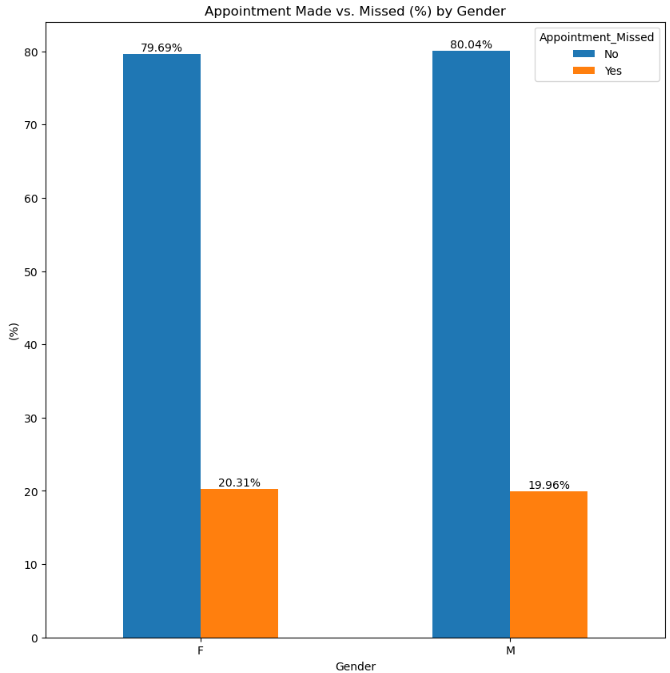 Appointment Made vs. Missed (%) by Gender
Appointment_Missed
No
Yes
79.69%
80.04%
20.31%
19.96%
80
70
60
50
40
30
20
10
0
(%)
F
M
Gender